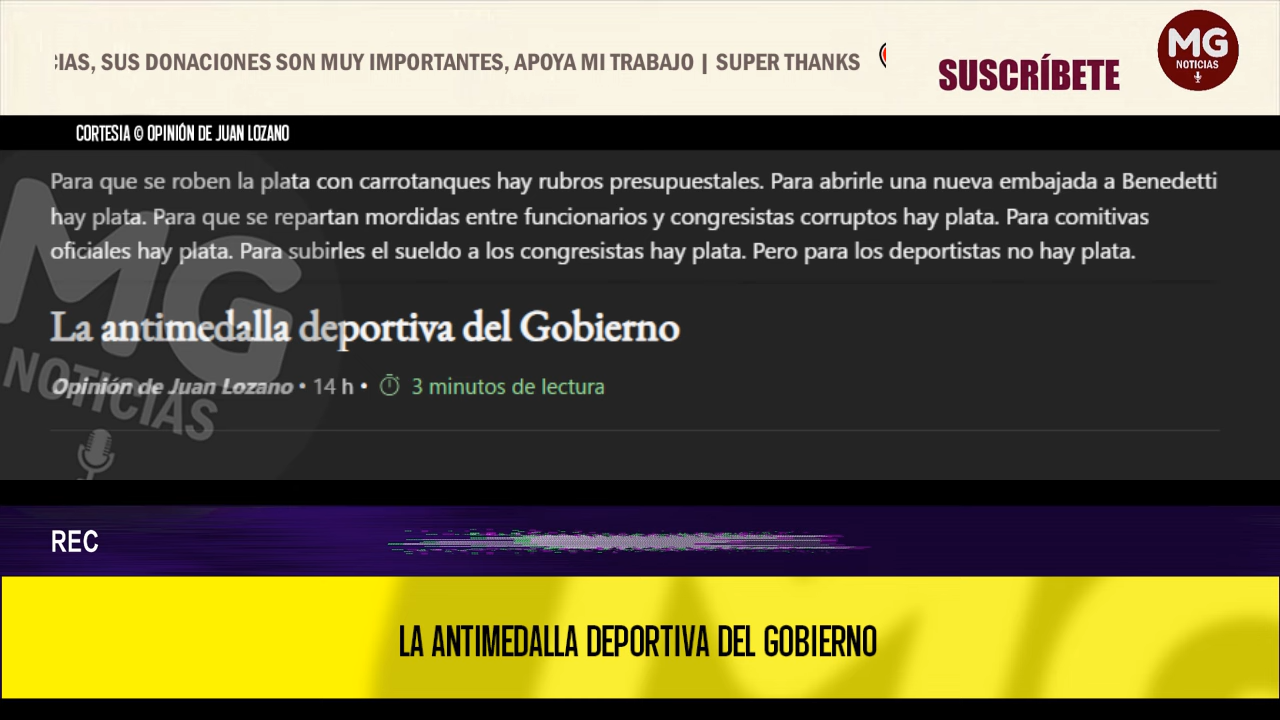 IAS, SUS DONACIONES SON MUY IMPORTANTES, APOYA MI TRABAJO | SUPER THANKS
SUSCRÍBETE
MG
NOTICIAS
CORTESIA © OPINIÓN DE JUAN LOZANO
Para que se roben la plata con carrotanques hay rubros presupuestales. Para abrirle una nueva embajada a Benedetti
hay plata. Para que se repartan mordidas entre funcionarios y congresistas corruptos hay plata. Para comitivas
oficiales hay plata. Para subirles el sueldo a los congresistas hay plata. Pero para los deportistas no hay plata.
La antimedalla deportiva del Gobierno
Opinión de Juan Lozano • 14 h • 3 minutos de lectura
MG
NOTICIAS
REC
LA ANTIMEDALLA DEPORTIVA DEL GOBIERNO